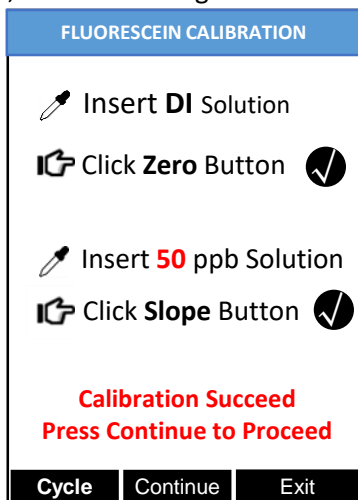 FLUORESCEIN CALIBRATION
Insert DI Solution
Click Zero Button
Insert 50 ppb Solution
Click Slope Button
Calibration Succeed
Press Continue to Proceed
Cycle Continue Exit